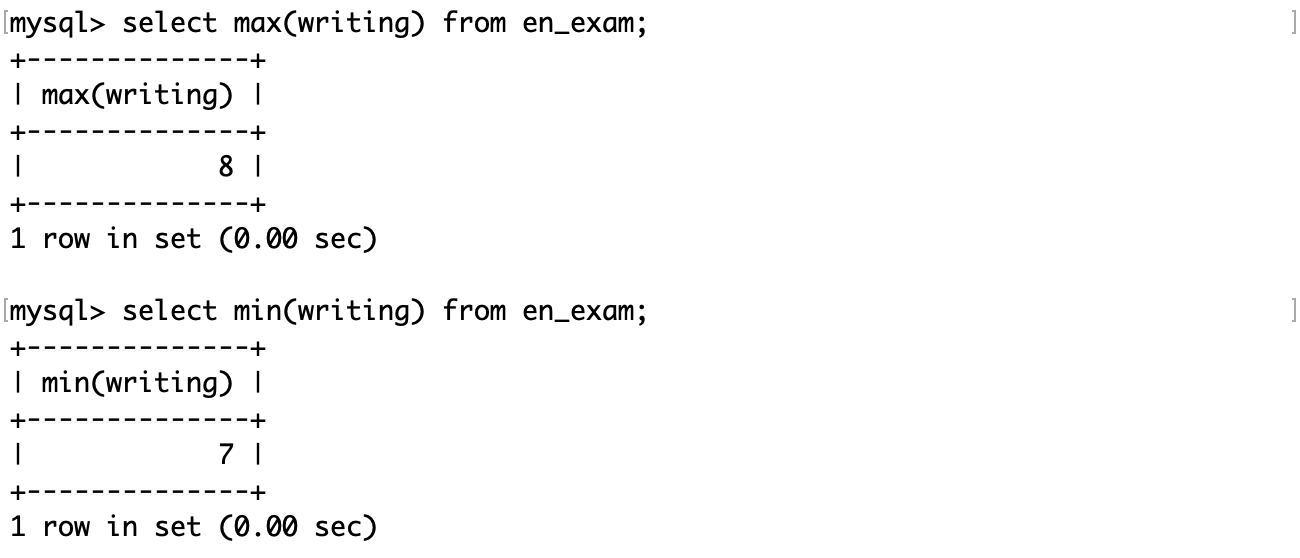 [mysql> select max(writing) from en_exam; ]
+--------------+
| max(writing) |
+--------------+
|            8 |
+--------------+
1 row in set (0.00 sec)

[mysql> select min(writing) from en_exam; ]
+--------------+
| min(writing) |
+--------------+
|            7 |
+--------------+
1 row in set (0.00 sec)